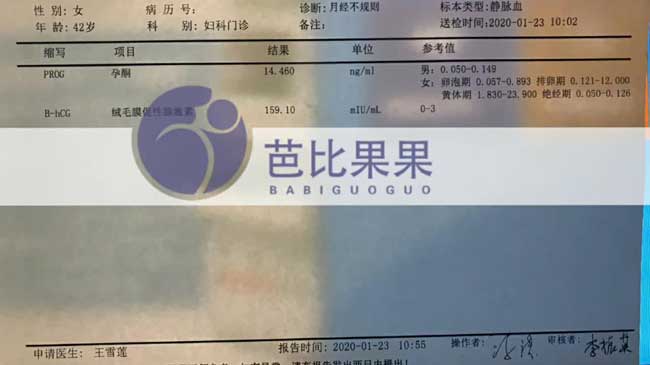 性 别: 女 病 历 号: 诊断: 月经不规则 标本类型: 静脉血
年 龄: 42岁 科 别: 妇科门诊 备注: 送检时间: 2020-01-23 10:02
缩写 项目 结果 单位 参考值
PROG 孕酮 14.460 ng/ml 男: 0.050-0.149
女: 卵泡期 0.057-0.893 排卵期 0.121-12.000
黄体期 1.830-23.900 绝经期 0.050-0.126
B-hCG 绒毛膜促性腺激素 159.10 mIU/mL 0-3
芭比果果
BABIGUOGUO
申请医生: 王雪莲 报告时间: 2020-01-23 10:55 操作者: 审核者: